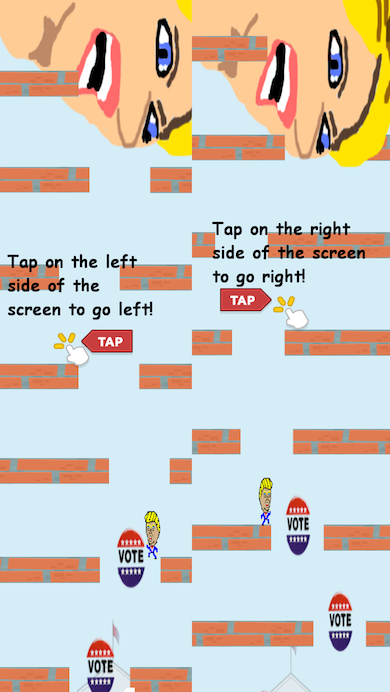 Tap on the left
side of the
screen to go left!
TAP
VOTE
VOTE
Tap on the right
side of the screen
to go right!
TAP
VOTE
VOTE